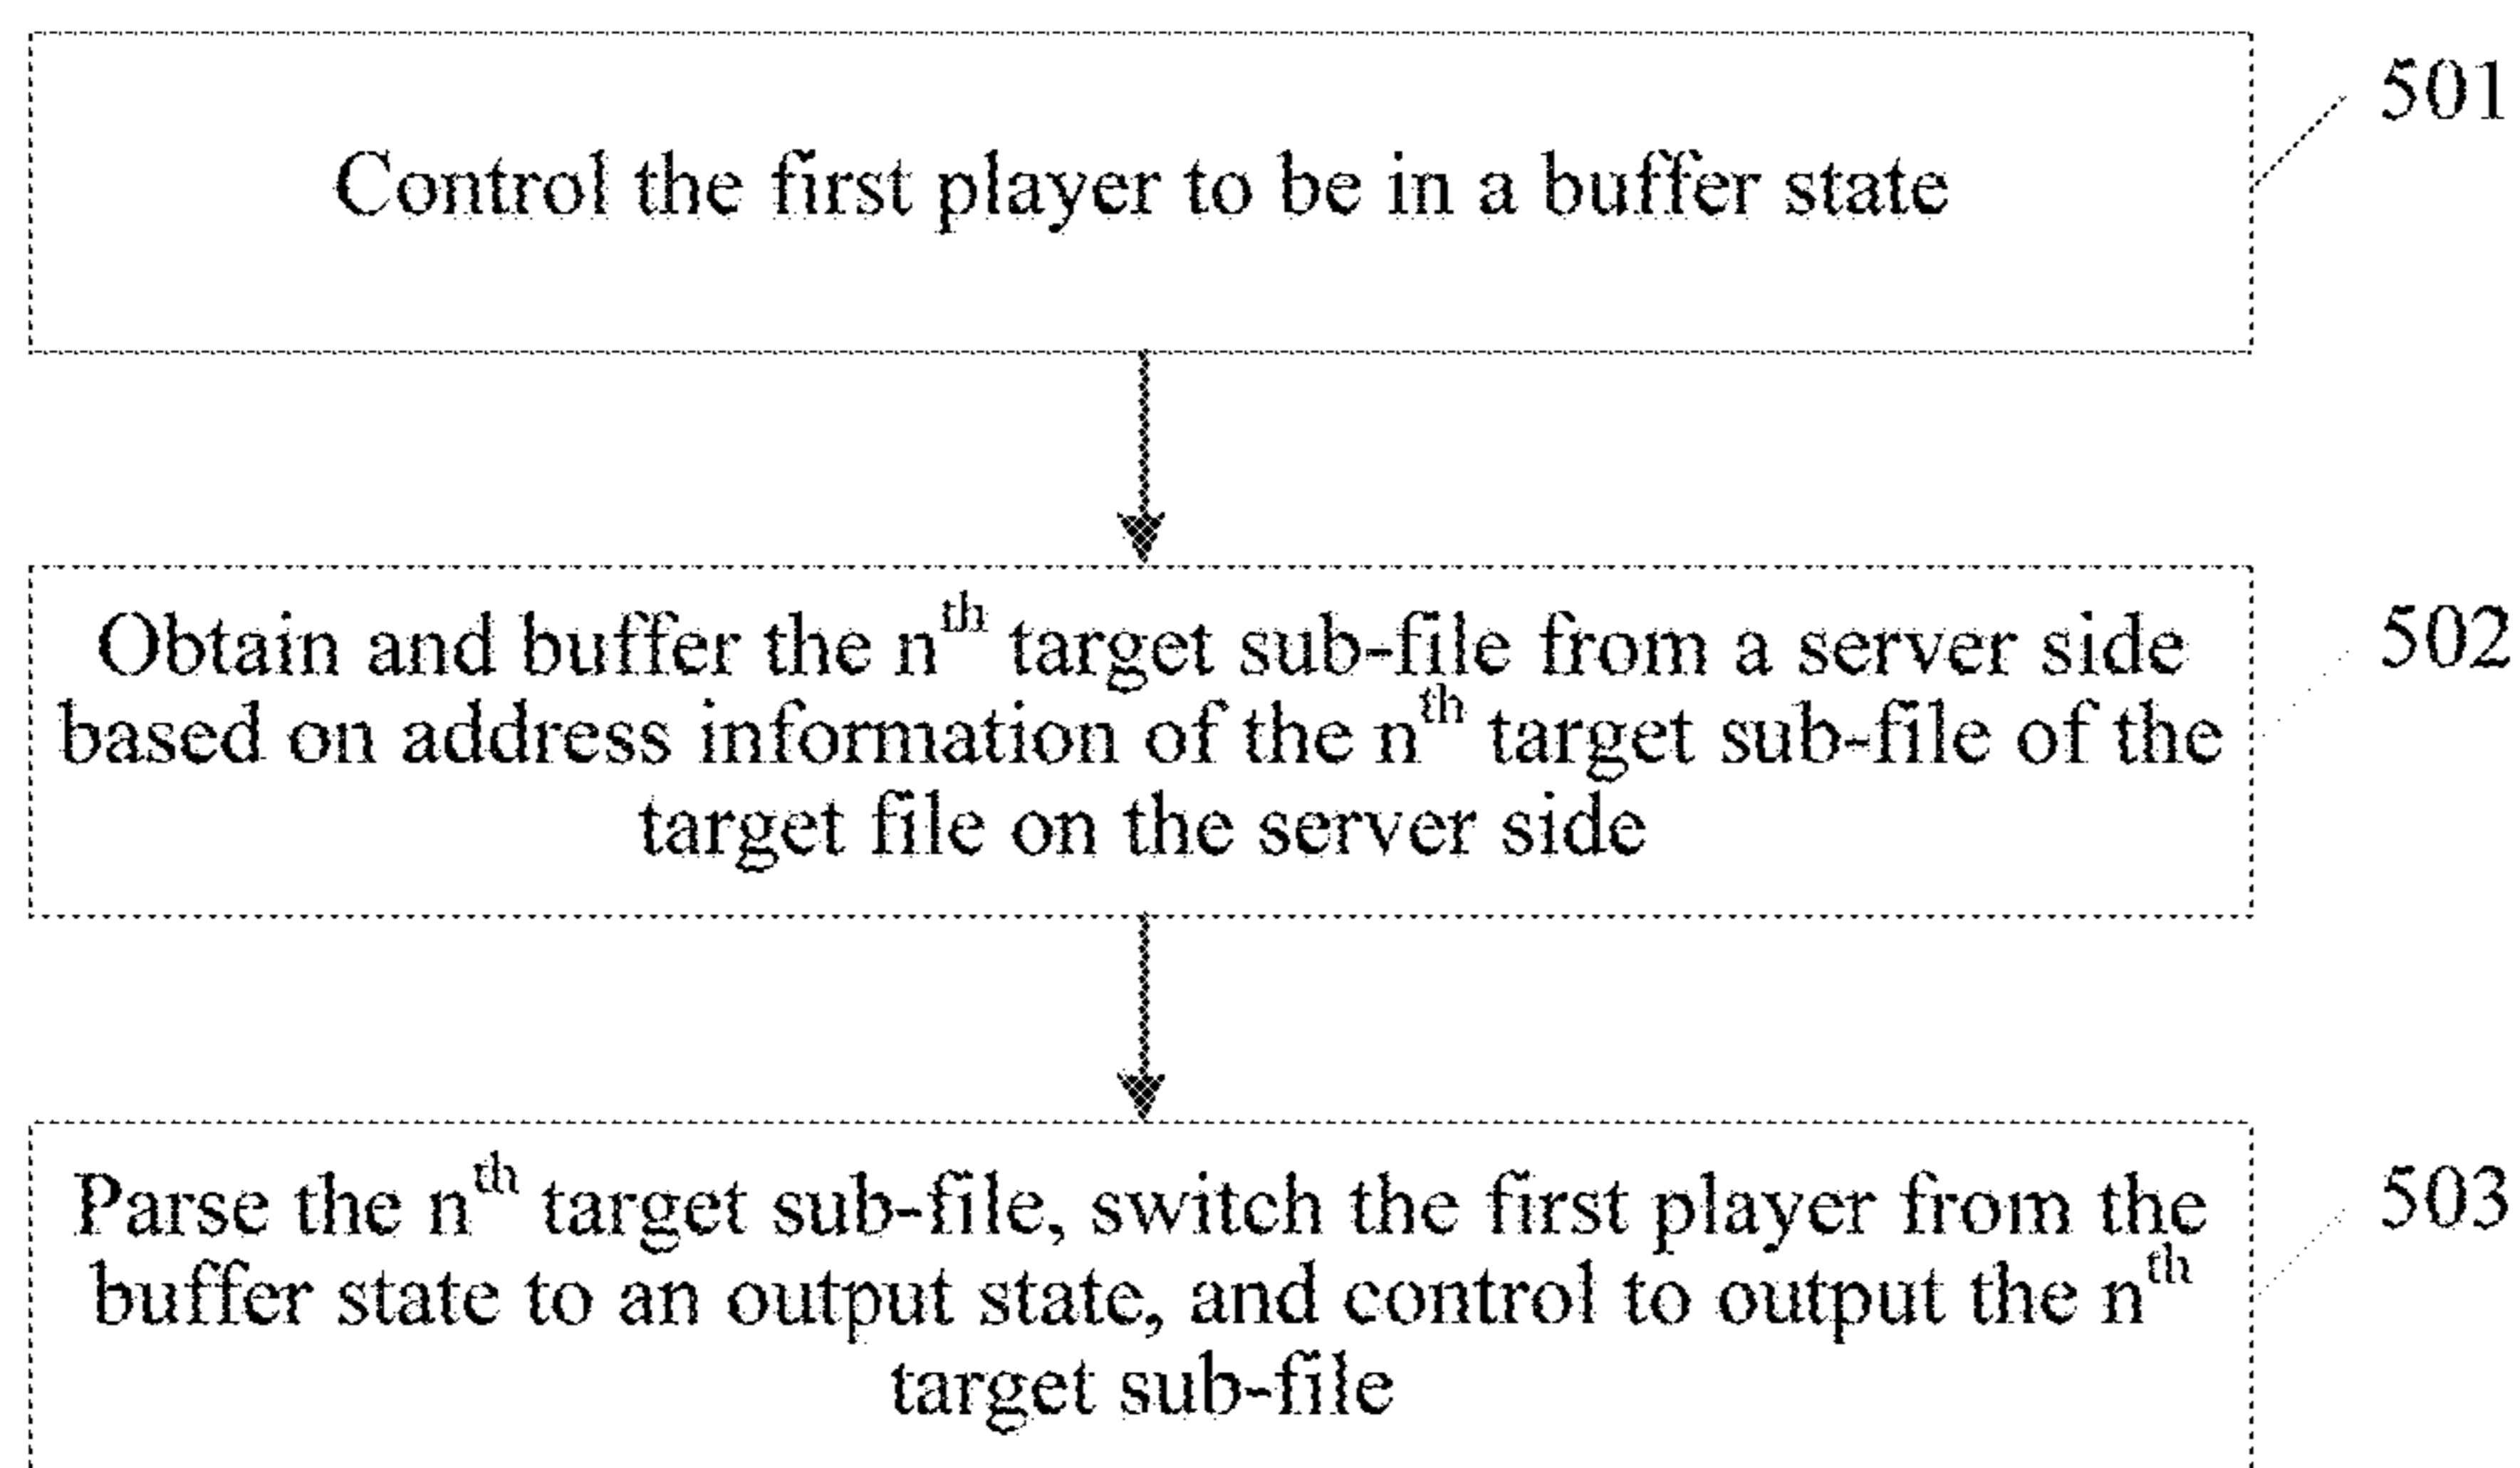 501
Control the first player to be in a buffer state
Obtain and buffer the nth target sub-file from a server side
502
based on address information of the nth target sub-file of the
target file on the server side
Parse the nth target sub-file, switch the first player from the
503
buffer state to an output state, and control to output the nth
target sub-file